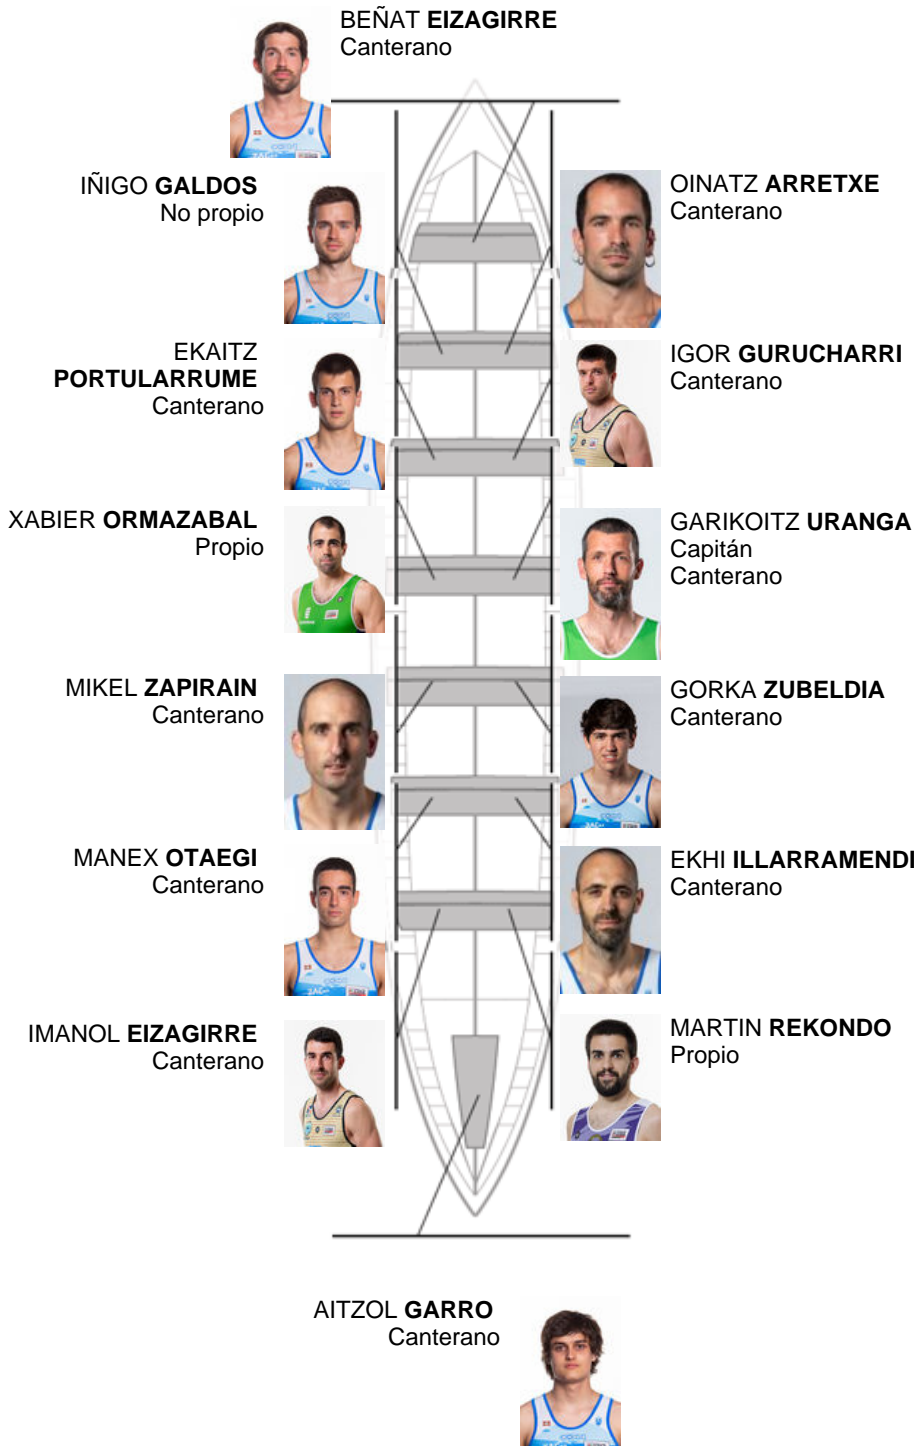 BEÑAT EIZAGIRRE
Canterano
IÑIGO GALDOS
No propio
OINATZ ARRETXE
Canterano
EKAITZ
PORTULARRUME
Canterano
IGOR GURUCHARRI
Canterano
XABIER ORMAZABAL
Propio
GARIKOITZ URANGA
Capitán
Canterano
MIKEL ZAPIRAIN
Canterano
GORKA ZUBELDIA
Canterano
MANEX OTAEGI
Canterano
EKHI ILLARRAMENDI
Canterano
IMANOL EIZAGIRRE
Canterano
MARTIN REKONDO
Propio
AITZOL GARRO
Canterano